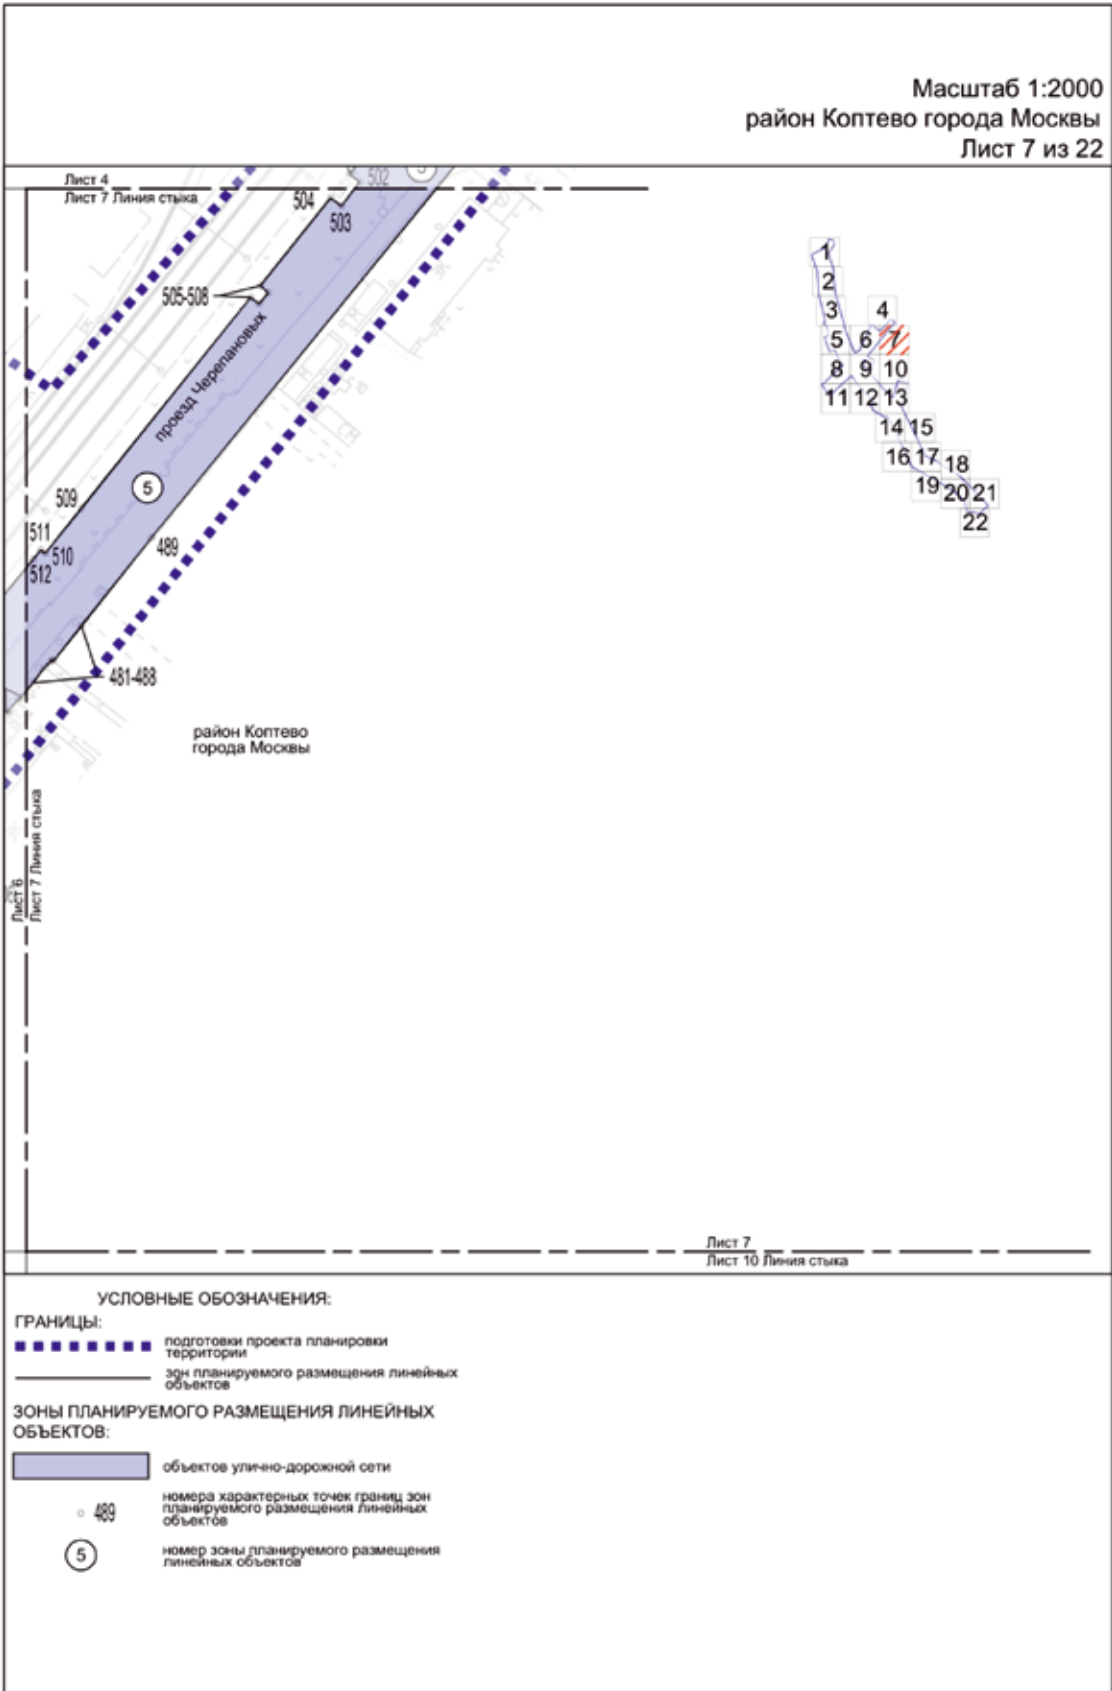 Масштаб 1:2000
район Коптево города Москвы
Лист 7 из 22
Лист 4
Лист 7 Линия стыка
502
504
503
505-508
проезд Черепановых
5
509
511
510
512
489
481-488
район Коптево
города Москвы
Лист 6
Лист 7 Линия стыка
1
2
3
4
5
6
7
8
9
10
11
12
13
14
15
16
17
18
19
20
21
22
Лист 7
Лист 10 Линия стыка
УСЛОВНЫЕ ОБОЗНАЧЕНИЯ:
ГРАНИЦЫ:
подготовки проекта планировки
территории
зон планируемого размещения линейных
объектов
ЗОНЫ ПЛАНИРУЕМОГО РАЗМЕЩЕНИЯ ЛИНЕЙНЫХ
ОБЪЕКТОВ:
объектов улично-дорожной сети
489
номера характерных точек границ зон
планируемого размещения линейных
объектов
5
номер зоны планируемого размещения
линейных объектов